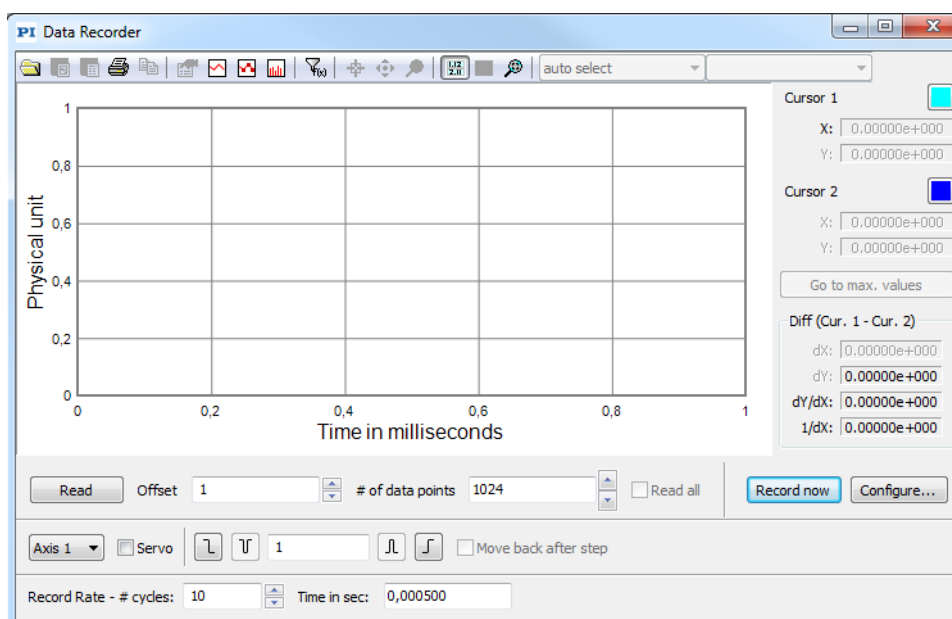 PI Data Recorder
f(x) 1.1,2 2.11 auto select
Cursor 1
X: 0.00000e+000
Y: 0.00000e+000
Cursor 2
X: 0.00000e+000
Y: 0.00000e+000
Go to max. values
Diff (Cur. 1 - Cur. 2)
dX: 0.00000e+000
dY: 0.00000e+000
dY/dX: 0.00000e+000
1/dX: 0.00000e+000
Physical unit
1
0,8
0,6
0,4
0,2
0
0 0,2 0,4 0,6 0,8 1
Time in milliseconds
Read Offset 1 # of data points 1024 Read all Record now Configure...
Axis 1 Servo 1 Move back after step
Record Rate - # cycles: 10 Time in sec: 0,000500